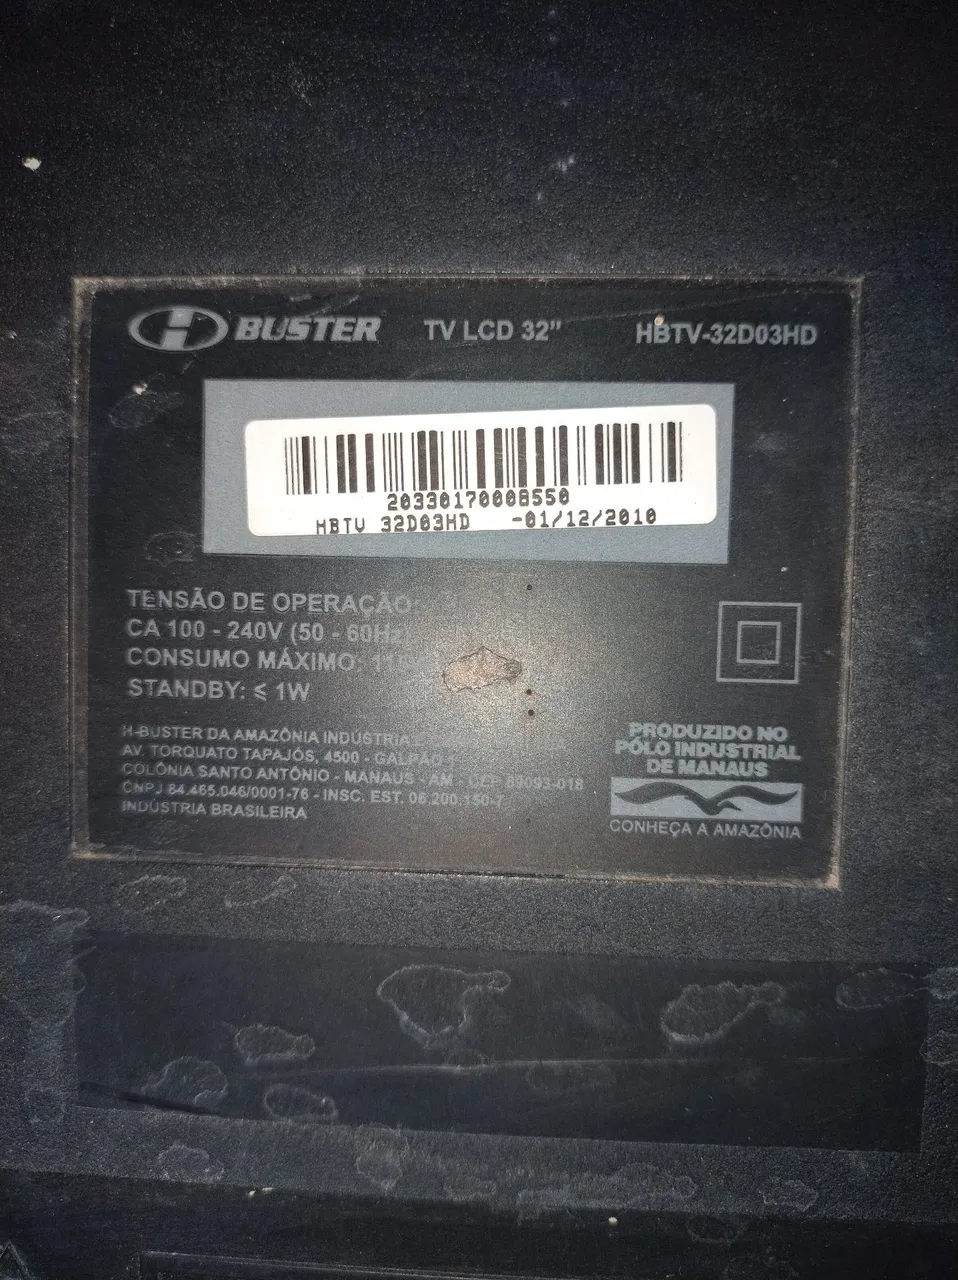 H BUSTER TV LCD 32" HBTV-32D03HD
20330170008550
HBTV 32D03HD -01/12/2010
TENSÃO DE OPERAÇÃO:
CA 100 - 240V (50 - 60Hz)
CONSUMO MÁXIMO:
STANDBY: ≤ 1W
H-BUSTER DA AMAZÔNIA INDÚSTRIA
AV. TORQUATO TAPAJÓS, 4500 - GALPÃO
COLÔNIA SANTO ANTÔNIO - MANAUS - AM - CEP 69093-018
CNPJ 84.465.046/0001-76 - INSC. EST. 06.200.150-7
INDÚSTRIA BRASILEIRA
PRODUZIDO NO
PÓLO INDUSTRIAL
DE MANAUS
CONHEÇA A AMAZÔNIA